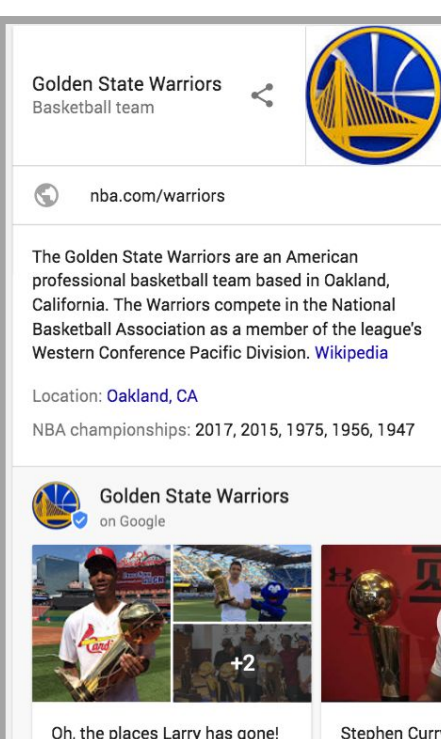 Golden State Warriors
Basketball team
nba.com/warriors
The Golden State Warriors are an American
professional basketball team based in Oakland,
California. The Warriors compete in the National
Basketball Association as a member of the league's
Western Conference Pacific Division. Wikipedia
Location: Oakland, CA
NBA championships: 2017, 2015, 1975, 1956, 1947
Golden State Warriors
on Google
+2
Oh, the places Larry has gone!
Stephen Curr